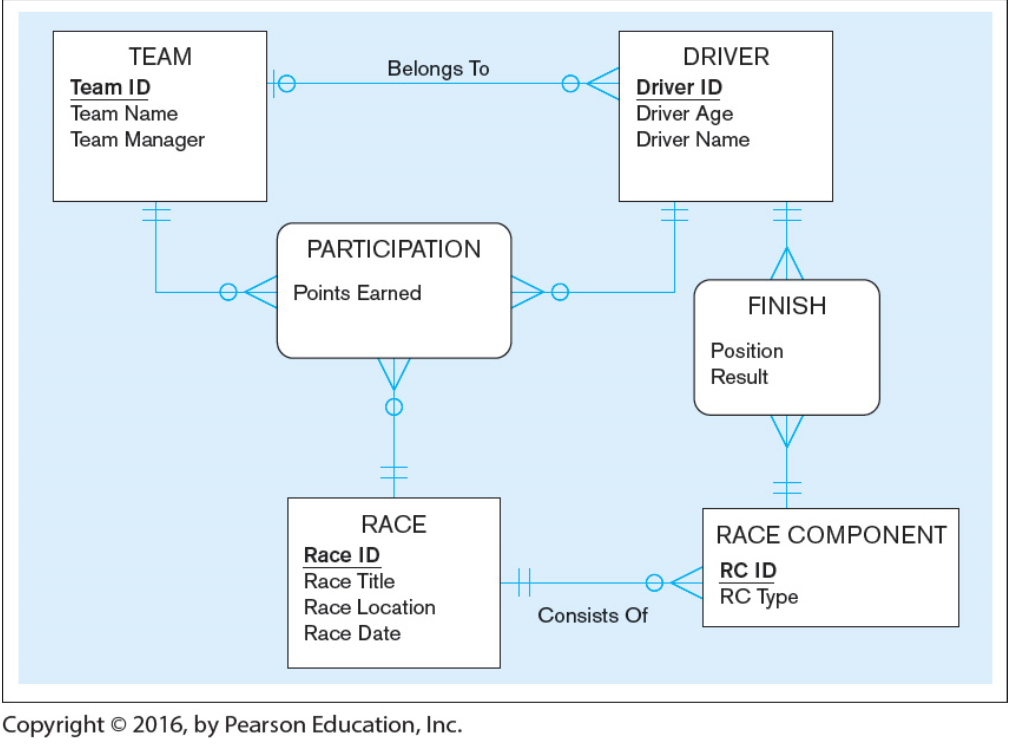 TEAM
Team ID
Team Name
Team Manager
Belongs To
DRIVER
Driver ID
Driver Age
Driver Name
PARTICIPATION
Points Earned
FINISH
Position
Result
RACE
Race ID
Race Title
Race Location
Race Date
Consists Of
RACE COMPONENT
RC ID
RC Type
Copyright © 2016, by Pearson Education, Inc.